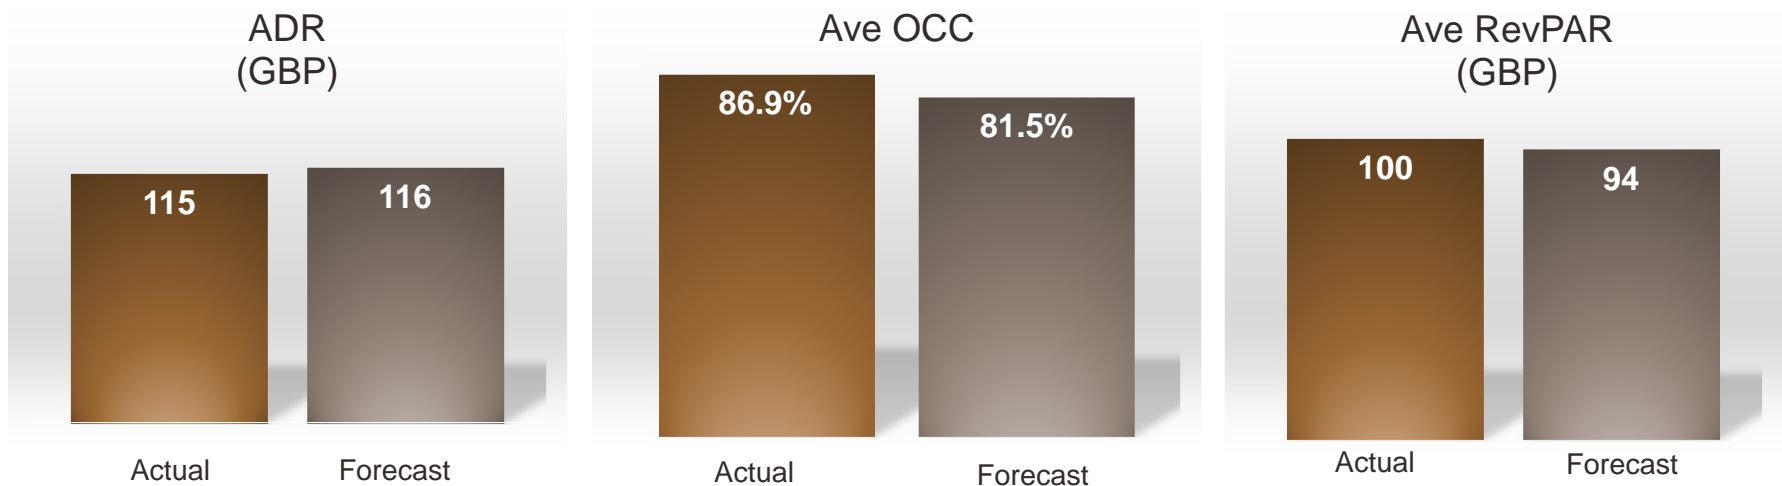 ADR
(GBP)
115
116
Actual
Forecast
Ave OCC
86.9%
81.5%
Actual
Forecast
Ave RevPAR
(GBP)
100
94
Actual
Forecast